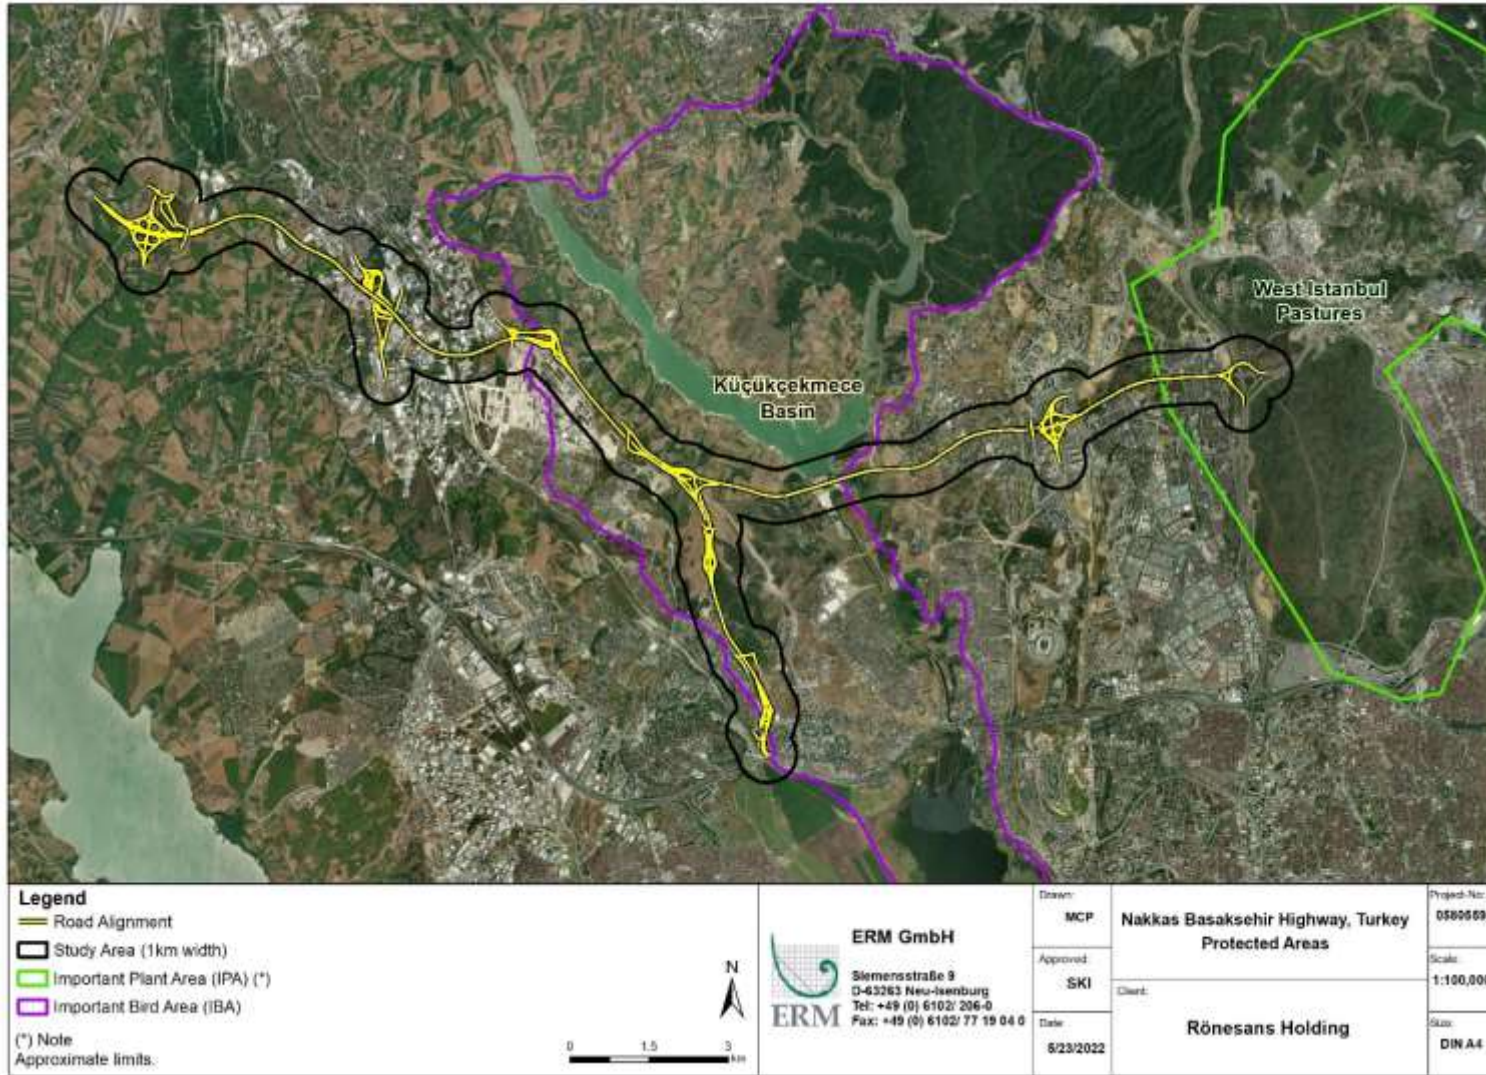 Küçükçekmece
Basin
West Istanbul
Pastures
Legend
Road Alignment
Study Area (1km width)
Important Plant Area (IPA) (*)
Important Bird Area (IBA)
(*) Note
Approximate limits.
N
0 1.5 3
km
ERM
ERM GmbH
Siemensstraße 9
D-63263 Neu-Isenburg
Tel: +49 (0) 6102/ 206-0
Fax: +49 (0) 6102/ 77 19 04 0
Drawn:
MCP
Approved:
SKI
Date:
5/23/2022
Nakkas Basaksehir Highway, Turkey
Protected Areas
Client:
Rönesans Holding
Project-No:
Scale:
Size:
DIN A4